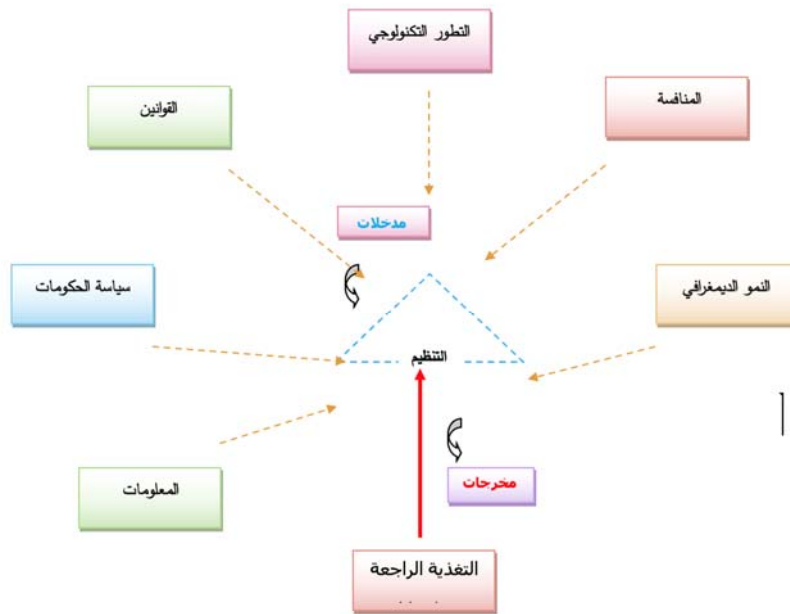 التطور التكنولوجي
المنافسة
القوانين
مدخلات
النمو الديمغرافي
سياسة الحكومات
التنظيم
المعلومات
مخرجات
التغذية الراجعة